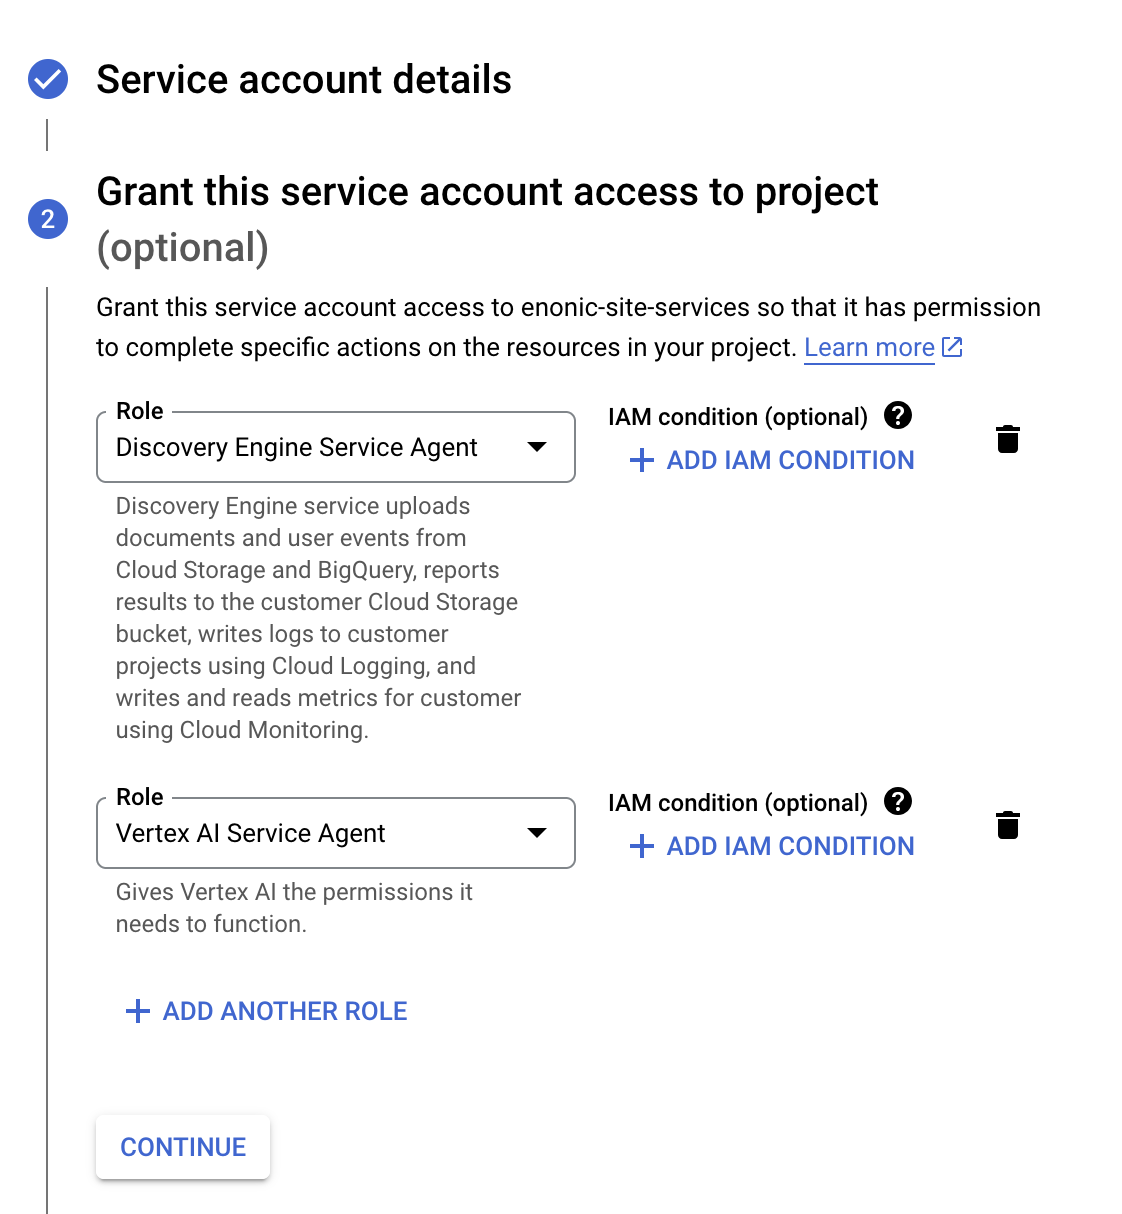 Service account details
2
Grant this service account access to project
(optional)
Grant this service account access to enonic-site-services so that it has permission
to complete specific actions on the resources in your project. Learn more
Role
Discovery Engine Service Agent
IAM condition (optional)
?
+ ADD IAM CONDITION
Discovery Engine service uploads
documents and user events from
Cloud Storage and BigQuery, reports
results to the customer Cloud Storage
bucket, writes logs to customer
projects using Cloud Logging, and
writes and reads metrics for customer
using Cloud Monitoring.
Role
Vertex AI Service Agent
IAM condition (optional)
?
+ ADD IAM CONDITION
Gives Vertex AI the permissions it
needs to function.
+ ADD ANOTHER ROLE
CONTINUE